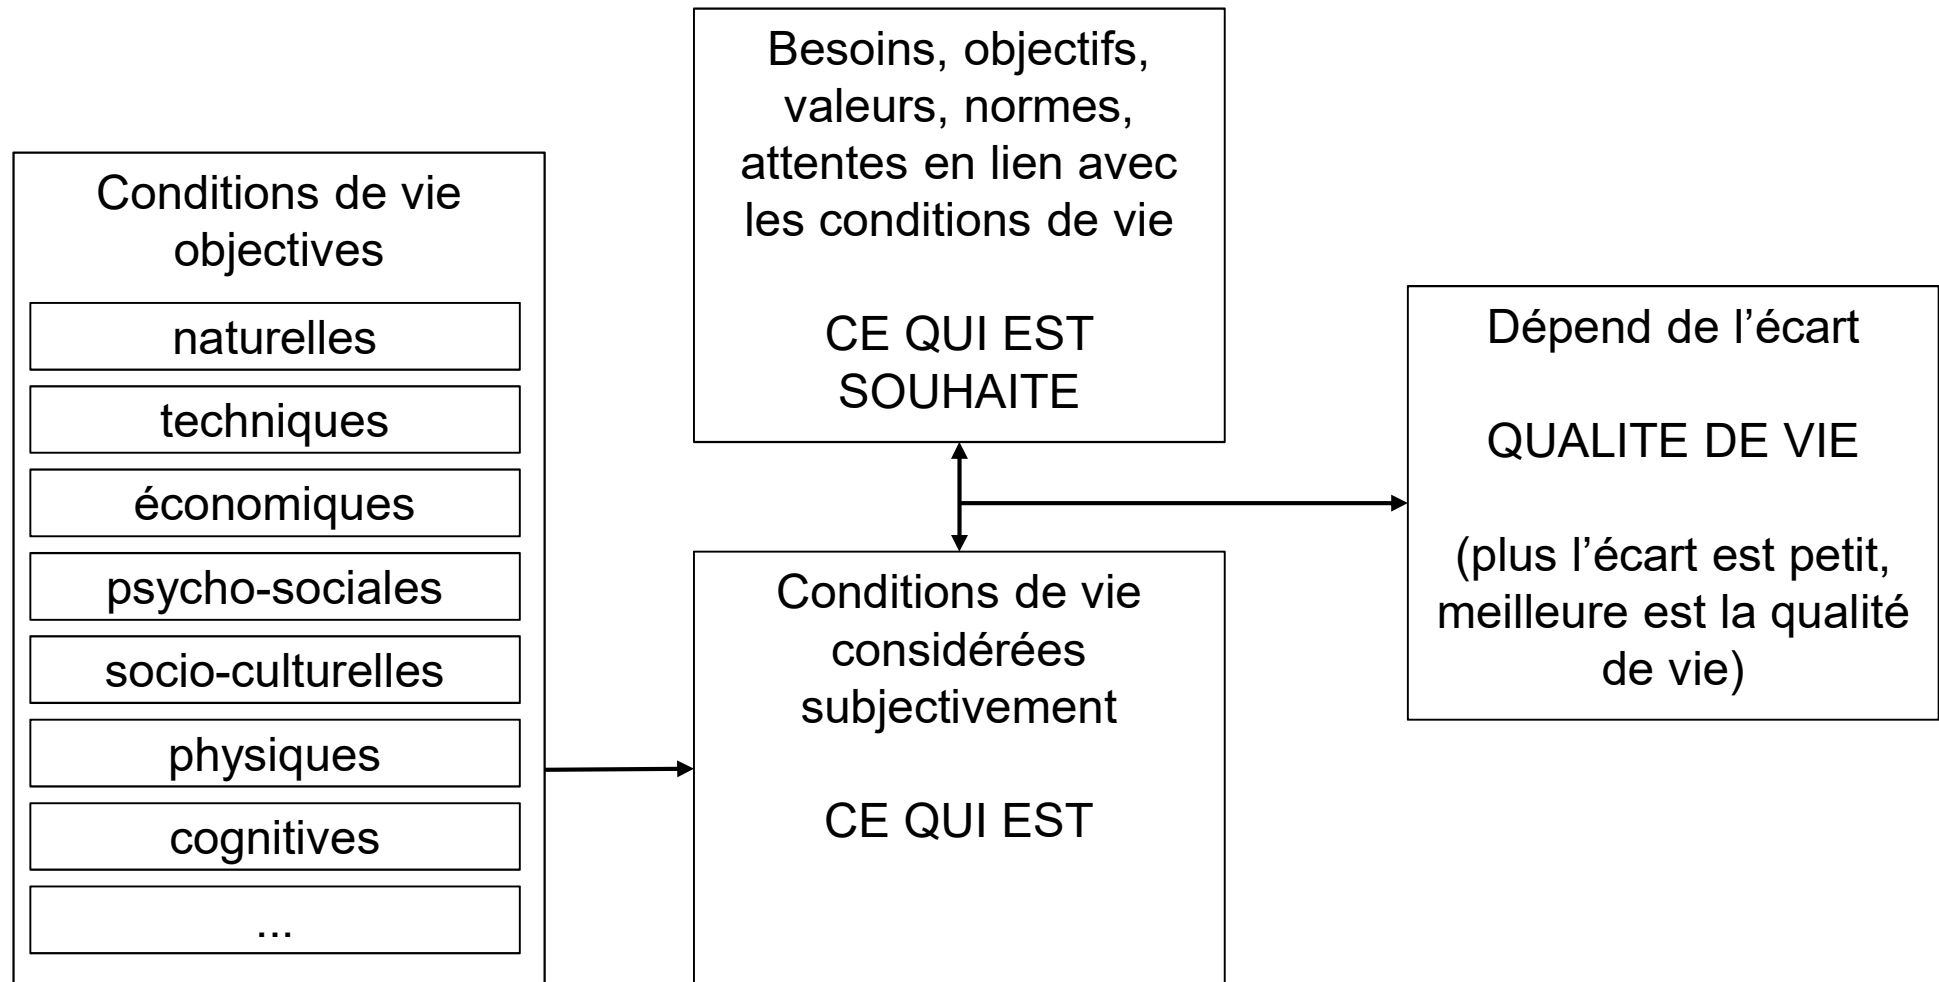 Conditions de vie
objectives
naturelles
techniques
économiques
psycho-sociales
socio-culturelles
physiques
cognitives
...
Besoins, objectifs,
valeurs, normes,
attentes en lien avec
les conditions de vie
CE QUI EST
SOUHAITE
Conditions de vie
considérées
subjectivement
CE QUI EST
Dépend de l’écart
QUALITE DE VIE
(plus l’écart est petit,
meilleure est la qualité
de vie)